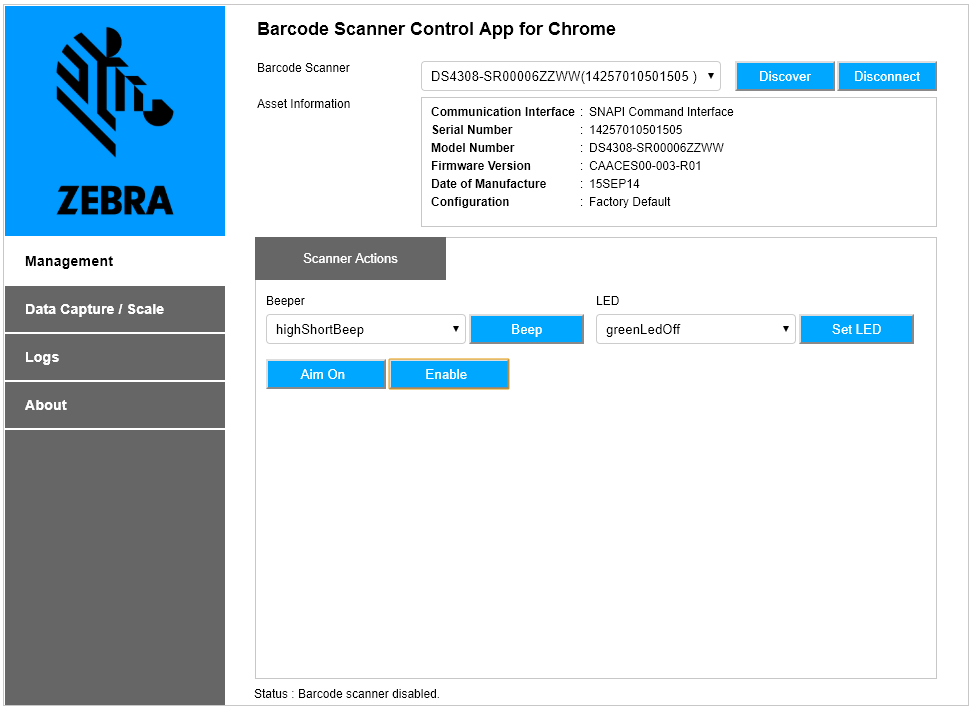 ZEBRA
Management
Data Capture / Scale
Logs
About
Barcode Scanner Control App for Chrome
Barcode Scanner
DS4308-SR00006ZZWW(14257010501505 )
Discover
Disconnect
Asset Information
Communication Interface : SNAPI Command Interface
Serial Number : 14257010501505
Model Number : DS4308-SR00006ZZWW
Firmware Version : CAACES00-003-R01
Date of Manufacture : 15SEP14
Configuration : Factory Default
Scanner Actions
Beeper
highShortBeep
Beep
LED
greenLedOff
Set LED
Aim On
Enable
Status : Barcode scanner disabled.